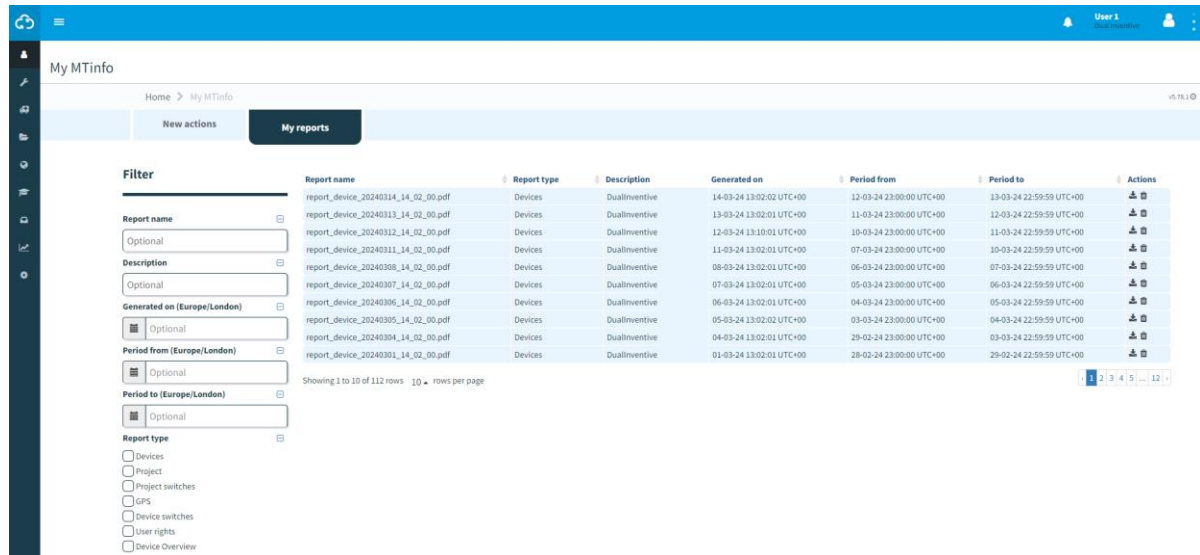 User 1
Dual Inventive
My MTinfo
Home > My MTinfo
v5.78.1
New actions
My reports
Filter
Report name
Optional
Description
Optional
Generated on (Europe/London)
Optional
Period from (Europe/London)
Optional
Period to (Europe/London)
Optional
Report type
Devices
Project
Project switches
GPS
Device switches
User rights
Device Overview
Report name Report type Description Generated on Period from Period to Actions
report_device_20240314_14_02_00.pdf Devices DualInventive 14-03-24 13:02:02 UTC+00 12-03-24 23:00:00 UTC+00 13-03-24 22:59:59 UTC+00
report_device_20240313_14_02_00.pdf Devices DualInventive 13-03-24 13:02:01 UTC+00 11-03-24 23:00:00 UTC+00 12-03-24 22:59:59 UTC+00
report_device_20240312_14_02_00.pdf Devices DualInventive 12-03-24 13:10:01 UTC+00 10-03-24 23:00:00 UTC+00 11-03-24 22:59:59 UTC+00
report_device_20240311_14_02_00.pdf Devices DualInventive 11-03-24 13:02:01 UTC+00 07-03-24 23:00:00 UTC+00 10-03-24 22:59:59 UTC+00
report_device_20240308_14_02_00.pdf Devices DualInventive 08-03-24 13:02:01 UTC+00 06-03-24 23:00:00 UTC+00 07-03-24 22:59:59 UTC+00
report_device_20240307_14_02_00.pdf Devices DualInventive 07-03-24 13:02:01 UTC+00 05-03-24 23:00:00 UTC+00 06-03-24 22:59:59 UTC+00
report_device_20240306_14_02_00.pdf Devices DualInventive 06-03-24 13:02:01 UTC+00 04-03-24 23:00:00 UTC+00 05-03-24 22:59:59 UTC+00
report_device_20240305_14_02_00.pdf Devices DualInventive 05-03-24 13:02:02 UTC+00 03-03-24 23:00:00 UTC+00 04-03-24 22:59:59 UTC+00
report_device_20240304_14_02_00.pdf Devices DualInventive 04-03-24 13:02:01 UTC+00 29-02-24 23:00:00 UTC+00 03-03-24 22:59:59 UTC+00
report_device_20240301_14_02_00.pdf Devices DualInventive 01-03-24 13:02:01 UTC+00 28-02-24 23:00:00 UTC+00 29-02-24 22:59:59 UTC+00
Showing 1 to 10 of 112 rows 10 rows per page
‹ 1 2 3 4 5 ... 12 ›